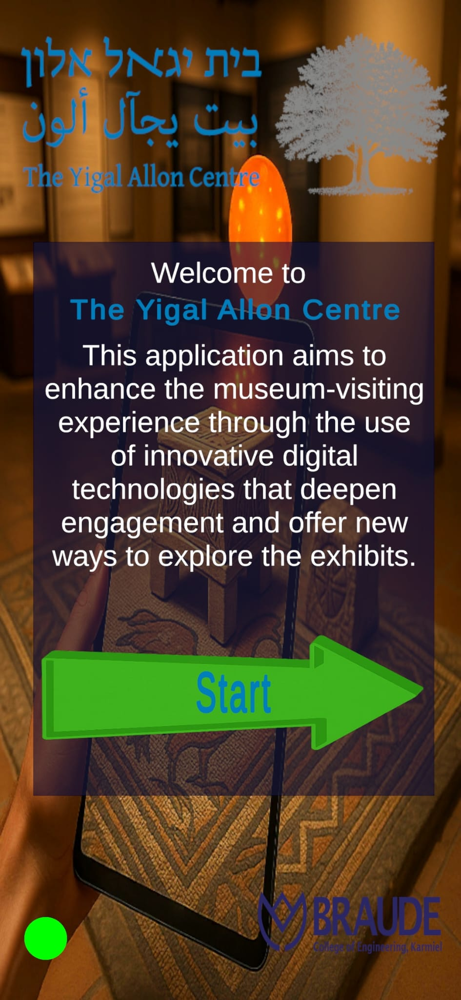 בית יגאל אלון
بيت يجآل ألون
The Yigal Allon Centre
Welcome to
The Yigal Allon Centre
This application aims to
enhance the museum-visiting
experience through the use
of innovative digital
technologies that deepen
engagement and offer new
ways to explore the exhibits.
Start
BRAUDE
College of Engineering, Karmiel